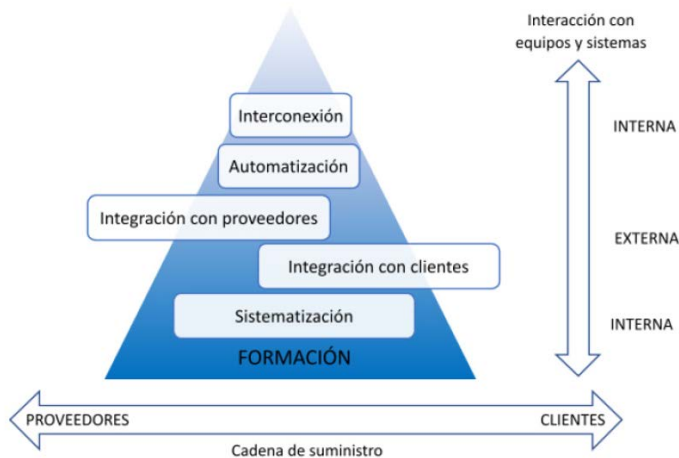 Interacción con
equipos y sistemas
Interconexión
INTERNA
Automatización
Integración con proveedores
EXTERNA
Integración con clientes
Sistematización
INTERNA
FORMACIÓN
PROVEEDORES
CLIENTES
Cadena de suministro